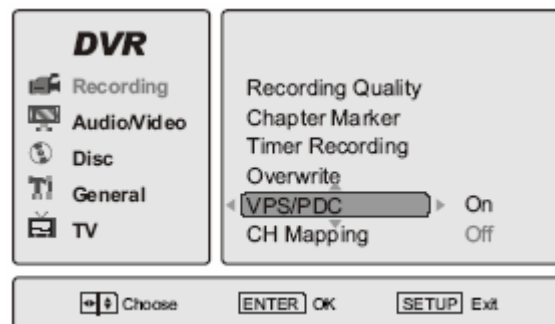 DVR
Recording
Audio/Video
Disc
General
TV
Recording Quality
Chapter Marker
Timer Recording
Overwrite
VPS/PDC On
CH Mapping Off
Choose ENTER OK SETUP Exit